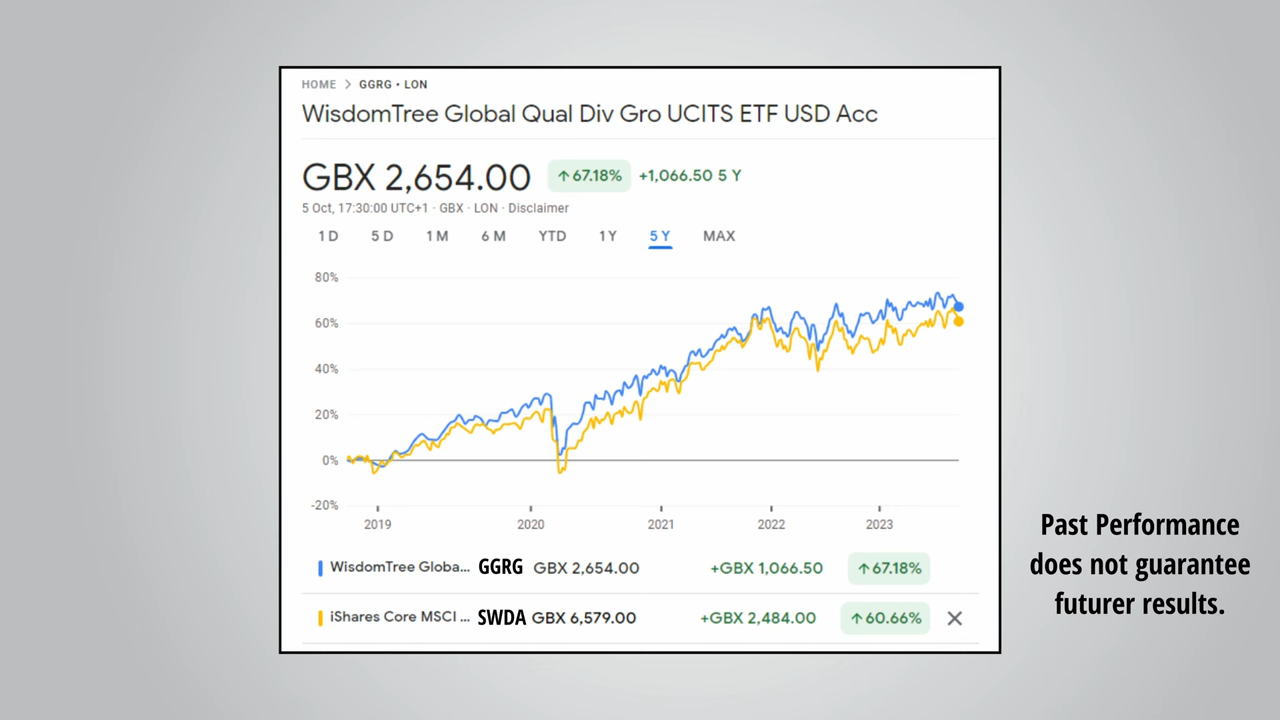 HOME > GGRG • LON
WisdomTree Global Qual Div Gro UCITS ETF USD Acc
GBX 2,654.00 ↑ 67.18% +1,066.50 5 Y
5 Oct, 17:30:00 UTC+1 · GBX · LON · Disclaimer
1 D 5 D 1 M 6 M YTD 1 Y 5 Y MAX
80%
60%
40%
20%
0%
-20%
2019 2020 2021 2022 2023
WisdomTree Globa... GGRG GBX 2,654.00 +GBX 1,066.50 ↑ 67.18%
iShares Core MSCI ... SWDA GBX 6,579.00 +GBX 2,484.00 ↑ 60.66% ×
Past Performance
does not guarantee
futurer results.